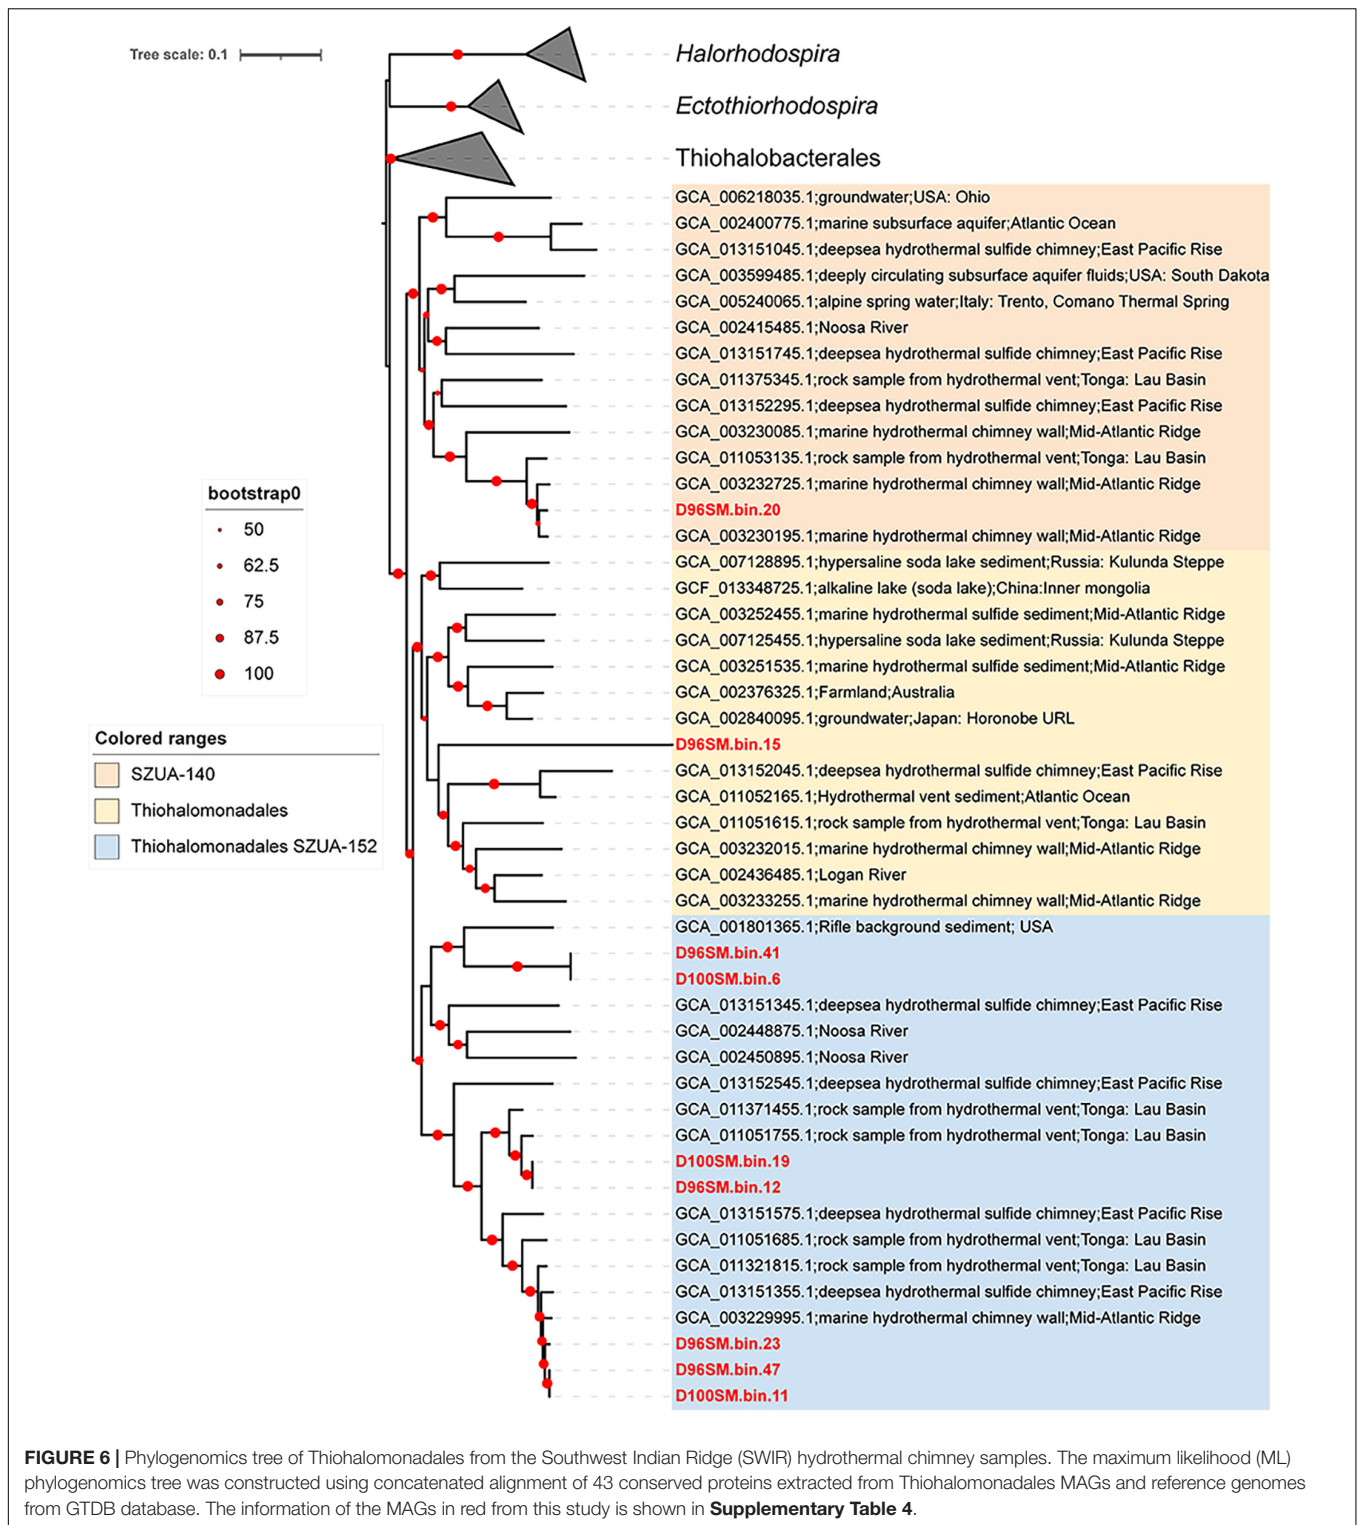 Tree scale: 0.1
Halorhodospira
Ectothiorhodospira
Thiohalobacterales
GCA_006218035.1;groundwater;USA: Ohio
GCA_002400775.1;marine subsurface aquifer;Atlantic Ocean
GCA_013151045.1;deepsea hydrothermal sulfide chimney;East Pacific Rise
GCA_003599485.1;deeply circulating subsurface aquifer fluids;USA: South Dakota
GCA_005240065.1;alpine spring water;Italy: Trento, Comano Thermal Spring
GCA_002415485.1;Noosa River
GCA_013151745.1;deepsea hydrothermal sulfide chimney;East Pacific Rise
GCA_011375345.1;rock sample from hydrothermal vent;Tonga: Lau Basin
GCA_013152295.1;deepsea hydrothermal sulfide chimney;East Pacific Rise
GCA_003230085.1;marine hydrothermal chimney wall;Mid-Atlantic Ridge
GCA_011053135.1;rock sample from hydrothermal vent;Tonga: Lau Basin
GCA_003232725.1;marine hydrothermal chimney wall;Mid-Atlantic Ridge
D96SM.bin.20
GCA_003230195.1;marine hydrothermal chimney wall;Mid-Atlantic Ridge
GCA_007128895.1;hypersaline soda lake sediment;Russia: Kulunda Steppe
GCF_013348725.1;alkaline lake (soda lake);China:Inner mongolia
GCA_003252455.1;marine hydrothermal sulfide sediment;Mid-Atlantic Ridge
GCA_007125455.1;hypersaline soda lake sediment;Russia: Kulunda Steppe
GCA_003251535.1;marine hydrothermal sulfide sediment;Mid-Atlantic Ridge
GCA_002376325.1;Farmland;Australia
GCA_002840095.1;groundwater;Japan: Horonobe URL
D96SM.bin.15
GCA_013152045.1;deepsea hydrothermal sulfide chimney;East Pacific Rise
GCA_011052165.1;Hydrothermal vent sediment;Atlantic Ocean
GCA_011051615.1;rock sample from hydrothermal vent;Tonga: Lau Basin
GCA_003232015.1;marine hydrothermal chimney wall;Mid-Atlantic Ridge
GCA_002436485.1;Logan River
GCA_003233255.1;marine hydrothermal chimney wall;Mid-Atlantic Ridge
GCA_001801365.1;Rifle background sediment; USA
D96SM.bin.41
D100SM.bin.6
GCA_013151345.1;deepsea hydrothermal sulfide chimney;East Pacific Rise
GCA_002448875.1;Noosa River
GCA_002450895.1;Noosa River
GCA_013152545.1;deepsea hydrothermal sulfide chimney;East Pacific Rise
GCA_011371455.1;rock sample from hydrothermal vent;Tonga: Lau Basin
GCA_011051755.1;rock sample from hydrothermal vent;Tonga: Lau Basin
D100SM.bin.19
D96SM.bin.12
GCA_013151575.1;deepsea hydrothermal sulfide chimney;East Pacific Rise
GCA_011051685.1;rock sample from hydrothermal vent;Tonga: Lau Basin
GCA_011321815.1;rock sample from hydrothermal vent;Tonga: Lau Basin
GCA_013151355.1;deepsea hydrothermal sulfide chimney;East Pacific Rise
GCA_003229995.1;marine hydrothermal chimney wall;Mid-Atlantic Ridge
D96SM.bin.23
D96SM.bin.47
D100SM.bin.11
bootstrap0
50
62.5
75
87.5
100
Colored ranges
SZUA-140
Thiohalomonadales
Thiohalomonadales SZUA-152
FIGURE 6 | Phylogenomics tree of Thiohalomonadales from the Southwest Indian Ridge (SWIR) hydrothermal chimney samples. The maximum likelihood (ML)
phylogenomics tree was constructed using concatenated alignment of 43 conserved proteins extracted from Thiohalomonadales MAGs and reference genomes
from GTDB database. The information of the MAGs in red from this study is shown in Supplementary Table 4.